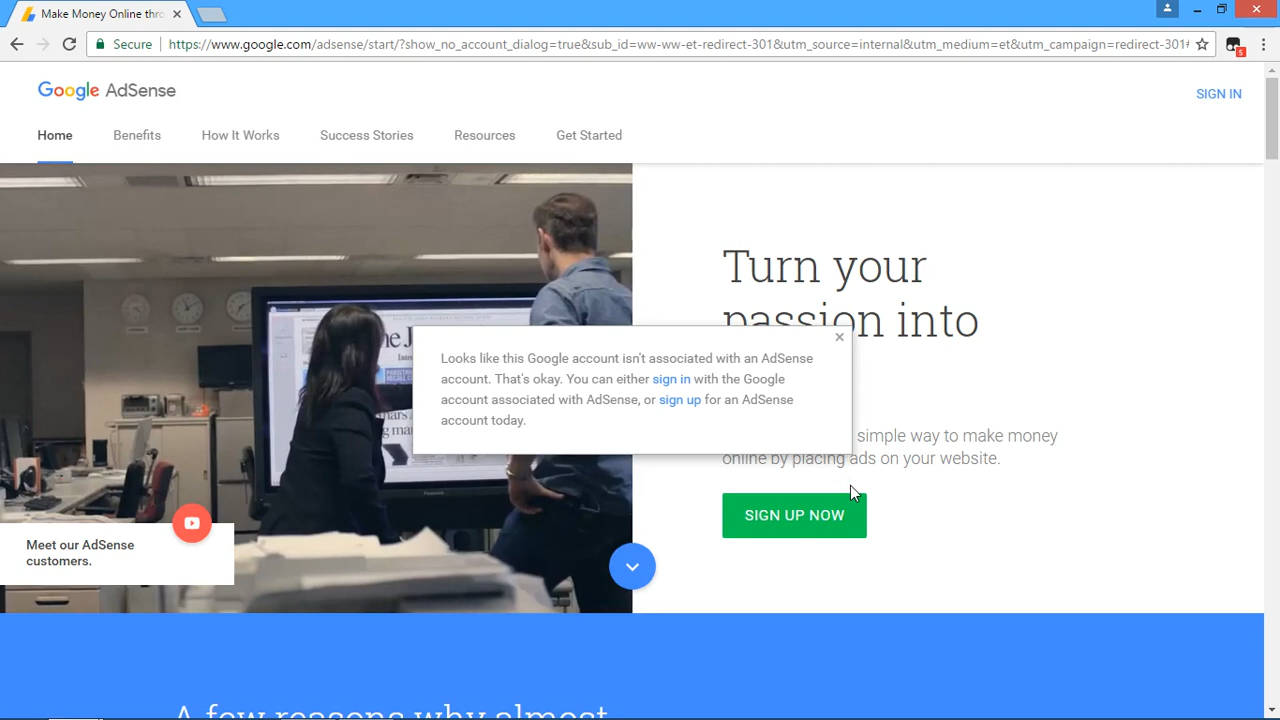 Make Money Online thro
Secure
https://www.google.com/adsense/start/?show_no_account_dialog=true&sub_id=ww-ww-et-redirect-301&utm_source=internal&utm_medium=et&utm_campaign=redirect-301
5
Google AdSense
SIGN IN
Home Benefits How It Works Success Stories Resources Get Started
Turn your
passion into
Looks like this Google account isn't associated with an AdSense
account. That's okay. You can either sign in with the Google
account associated with AdSense, or sign up for an AdSense
account today.
simple way to make money
online by placing ads on your website.
SIGN UP NOW
Meet our AdSense
customers.
A few reasons why almost